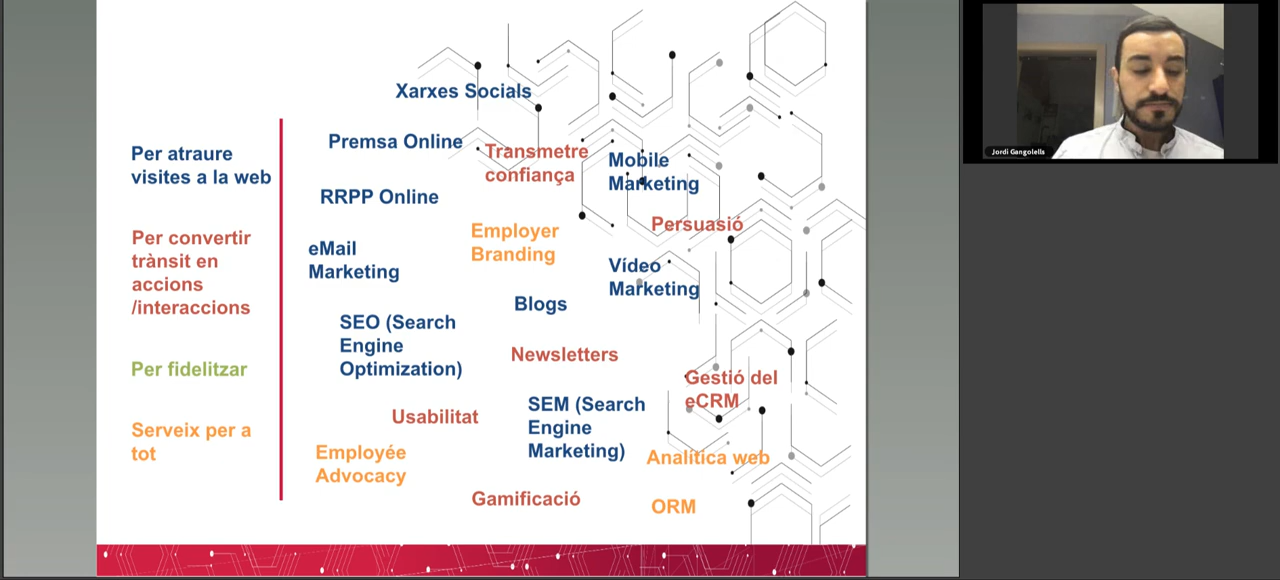 Per atraure
visites a la web
Per convertir
trànsit en
accions
/interaccions
Per fidelitzar
Serveix per a
tot
Xarxes Socials
Premsa Online
Transmetre
confiança
Mobile
Marketing
RRPP Online
Persuasió
Employer
Branding
eMail
Marketing
Vídeo
Marketing
Blogs
SEO (Search
Engine
Optimization)
Newsletters
Gestió del
eCRM
Usabilitat
SEM (Search
Engine
Marketing)
Employée
Advocacy
Analítica web
Gamificació
ORM
Jordi Gangolells